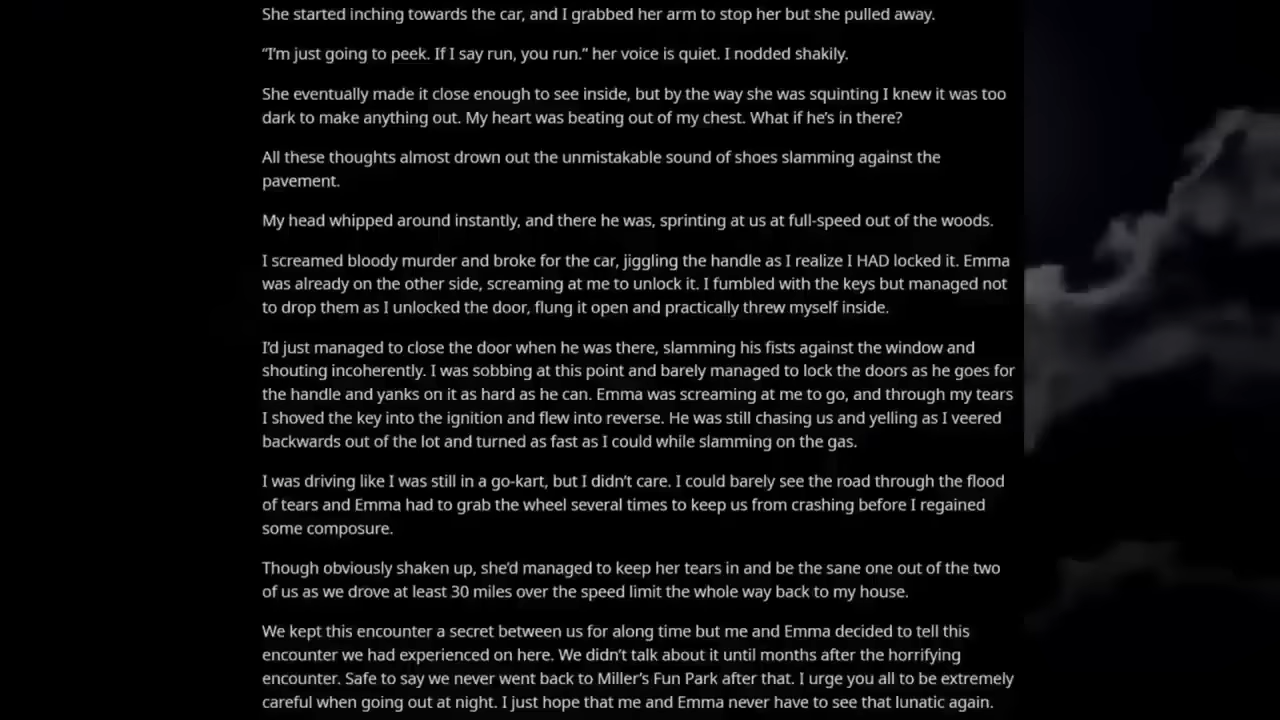 She started inching towards the car, and I grabbed her arm to stop her but she pulled away.
“I’m just going to peek. If I say run, you run.” her voice is quiet. I nodded shakily.
She eventually made it close enough to see inside, but by the way she was squinting I knew it was too
dark to make anything out. My heart was beating out of my chest. What if he’s in there?
All these thoughts almost drown out the unmistakable sound of shoes slamming against the
pavement.
My head whipped around instantly, and there he was, sprinting at us at full-speed out of the woods.
I screamed bloody murder and broke for the car, jiggling the handle as I realize I HAD locked it. Emma
was already on the other side, screaming at me to unlock it. I fumbled with the keys but managed not
to drop them as I unlocked the door, flung it open and practically threw myself inside.
I’d just managed to close the door when he was there, slamming his fists against the window and
shouting incoherently. I was sobbing at this point and barely managed to lock the doors as he goes for
the handle and yanks on it as hard as he can. Emma was screaming at me to go, and through my tears
I shoved the key into the ignition and flew into reverse. He was still chasing us and yelling as I veered
backwards out of the lot and turned as fast as I could while slamming on the gas.
I was driving like I was still in a go-kart, but I didn’t care. I could barely see the road through the flood
of tears and Emma had to grab the wheel several times to keep us from crashing before I regained
some composure.
Though obviously shaken up, she’d managed to keep her tears in and be the sane one out of the two
of us as we drove at least 30 miles over the speed limit the whole way back to my house.
We kept this encounter a secret between us for along time but me and Emma decided to tell this
encounter we had experienced on here. We didn’t talk about it until months after the horrifying
encounter. Safe to say we never went back to Miller’s Fun Park after that. I urge you all to be extremely
careful when going out at night. I just hope that me and Emma never have to see that lunatic again.